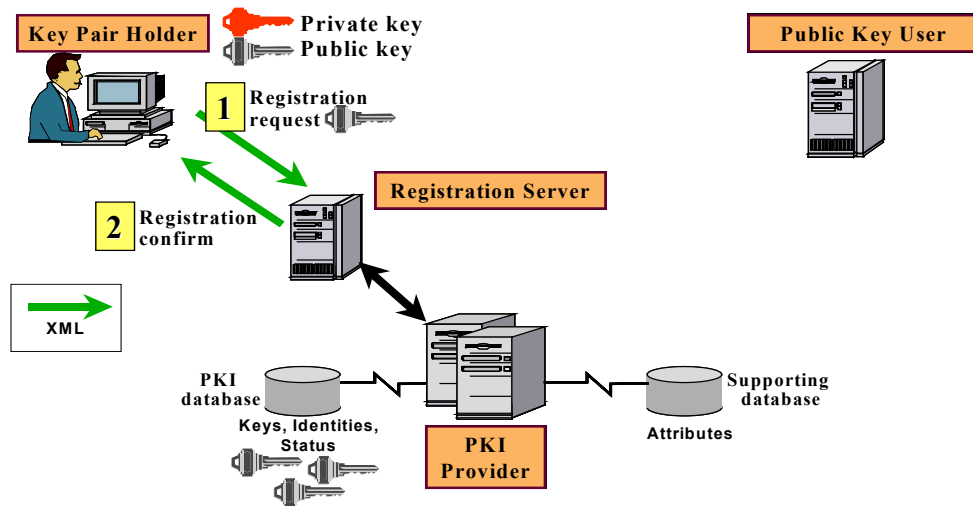 Key Pair Holder
Private key
Public key
Public Key User
1
Registration
request
Registration Server
2
Registration
confirm
XML
PKI
database
Keys, Identities,
Status
PKI
Provider
Supporting
database
Attributes